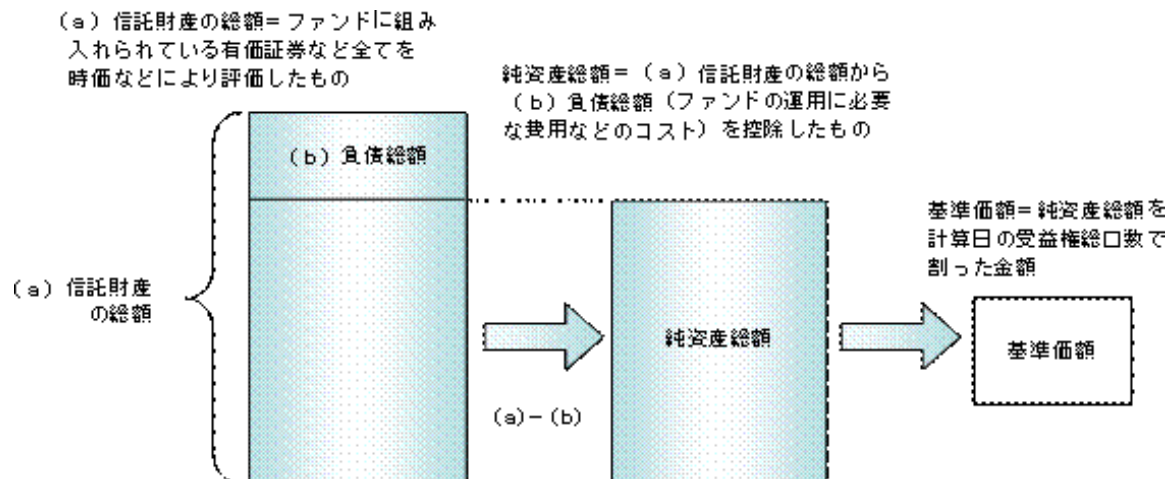 (a)信託財産の総額=ファンドに組み
入れられている有価証券など全てを
時価などにより評価したもの
純資産総額=(a)信託財産の総額から
(b)負債総額(ファンドの運用に必要
な費用などのコスト)を控除したもの
(b)負債総額
基準価額=純資産総額を
計算日の受益権総口数で
割った金額
(a)信託財産
の総額
純資産総額
基準価額
(a)-(b)